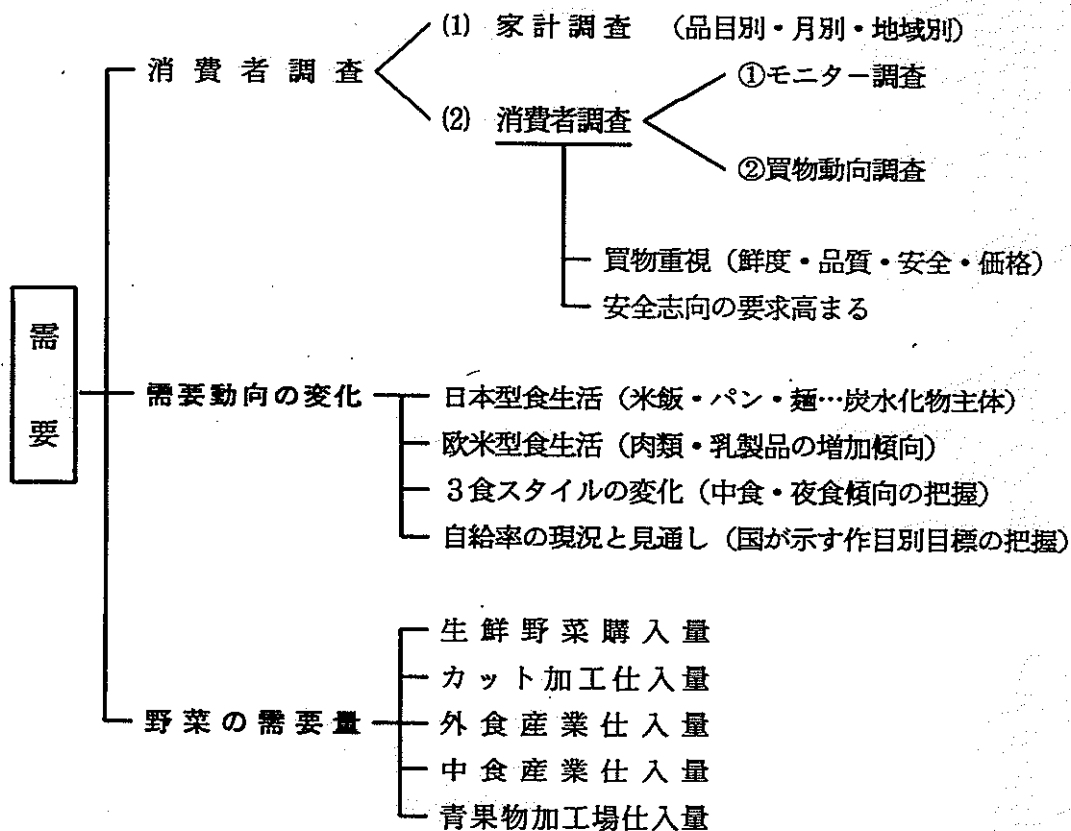 (1) 家計調査 (品目別・月別・地域別)
消費者調査
①モニター調査
(2) 消費者調査
②買物動向調査
買物重視（鮮度・品質・安全・価格）
安全志向の要求高まる
需要
需要動向の変化
日本型食生活（米飯・パン・麺…炭水化物主体）
欧米型食生活（肉類・乳製品の増加傾向）
3食スタイルの変化（中食・夜食傾向の把握）
自給率の現況と見通し（国が示す作目別目標の把握）
生鮮野菜購入量
カット加工仕入量
野菜の需要量
外食産業仕入量
中食産業仕入量
青果物加工場仕入量